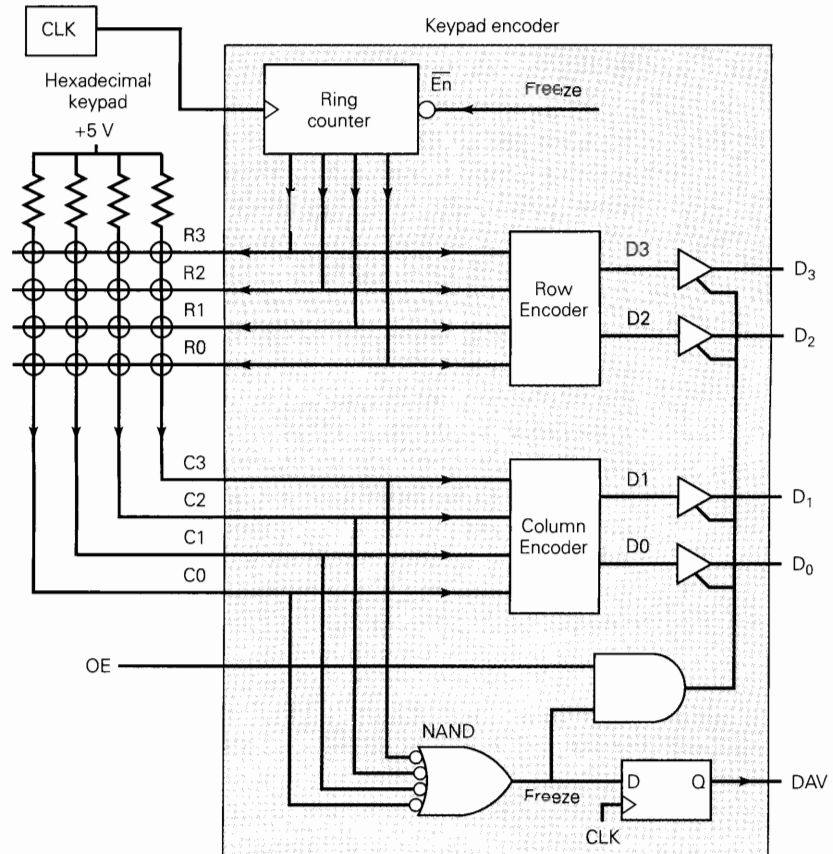 Keypad encoder
CLK
Hexadecimal
keypad
+5 V
Ring
counter
En
Freeze
R3
R2
R1
R0
Row
Encoder
D3
D2
D₃
D₂
C3
C2
C1
C0
Column
Encoder
D1
D0
D₁
D₀
OE
NAND
Freeze
D
Q
DAV
CLK